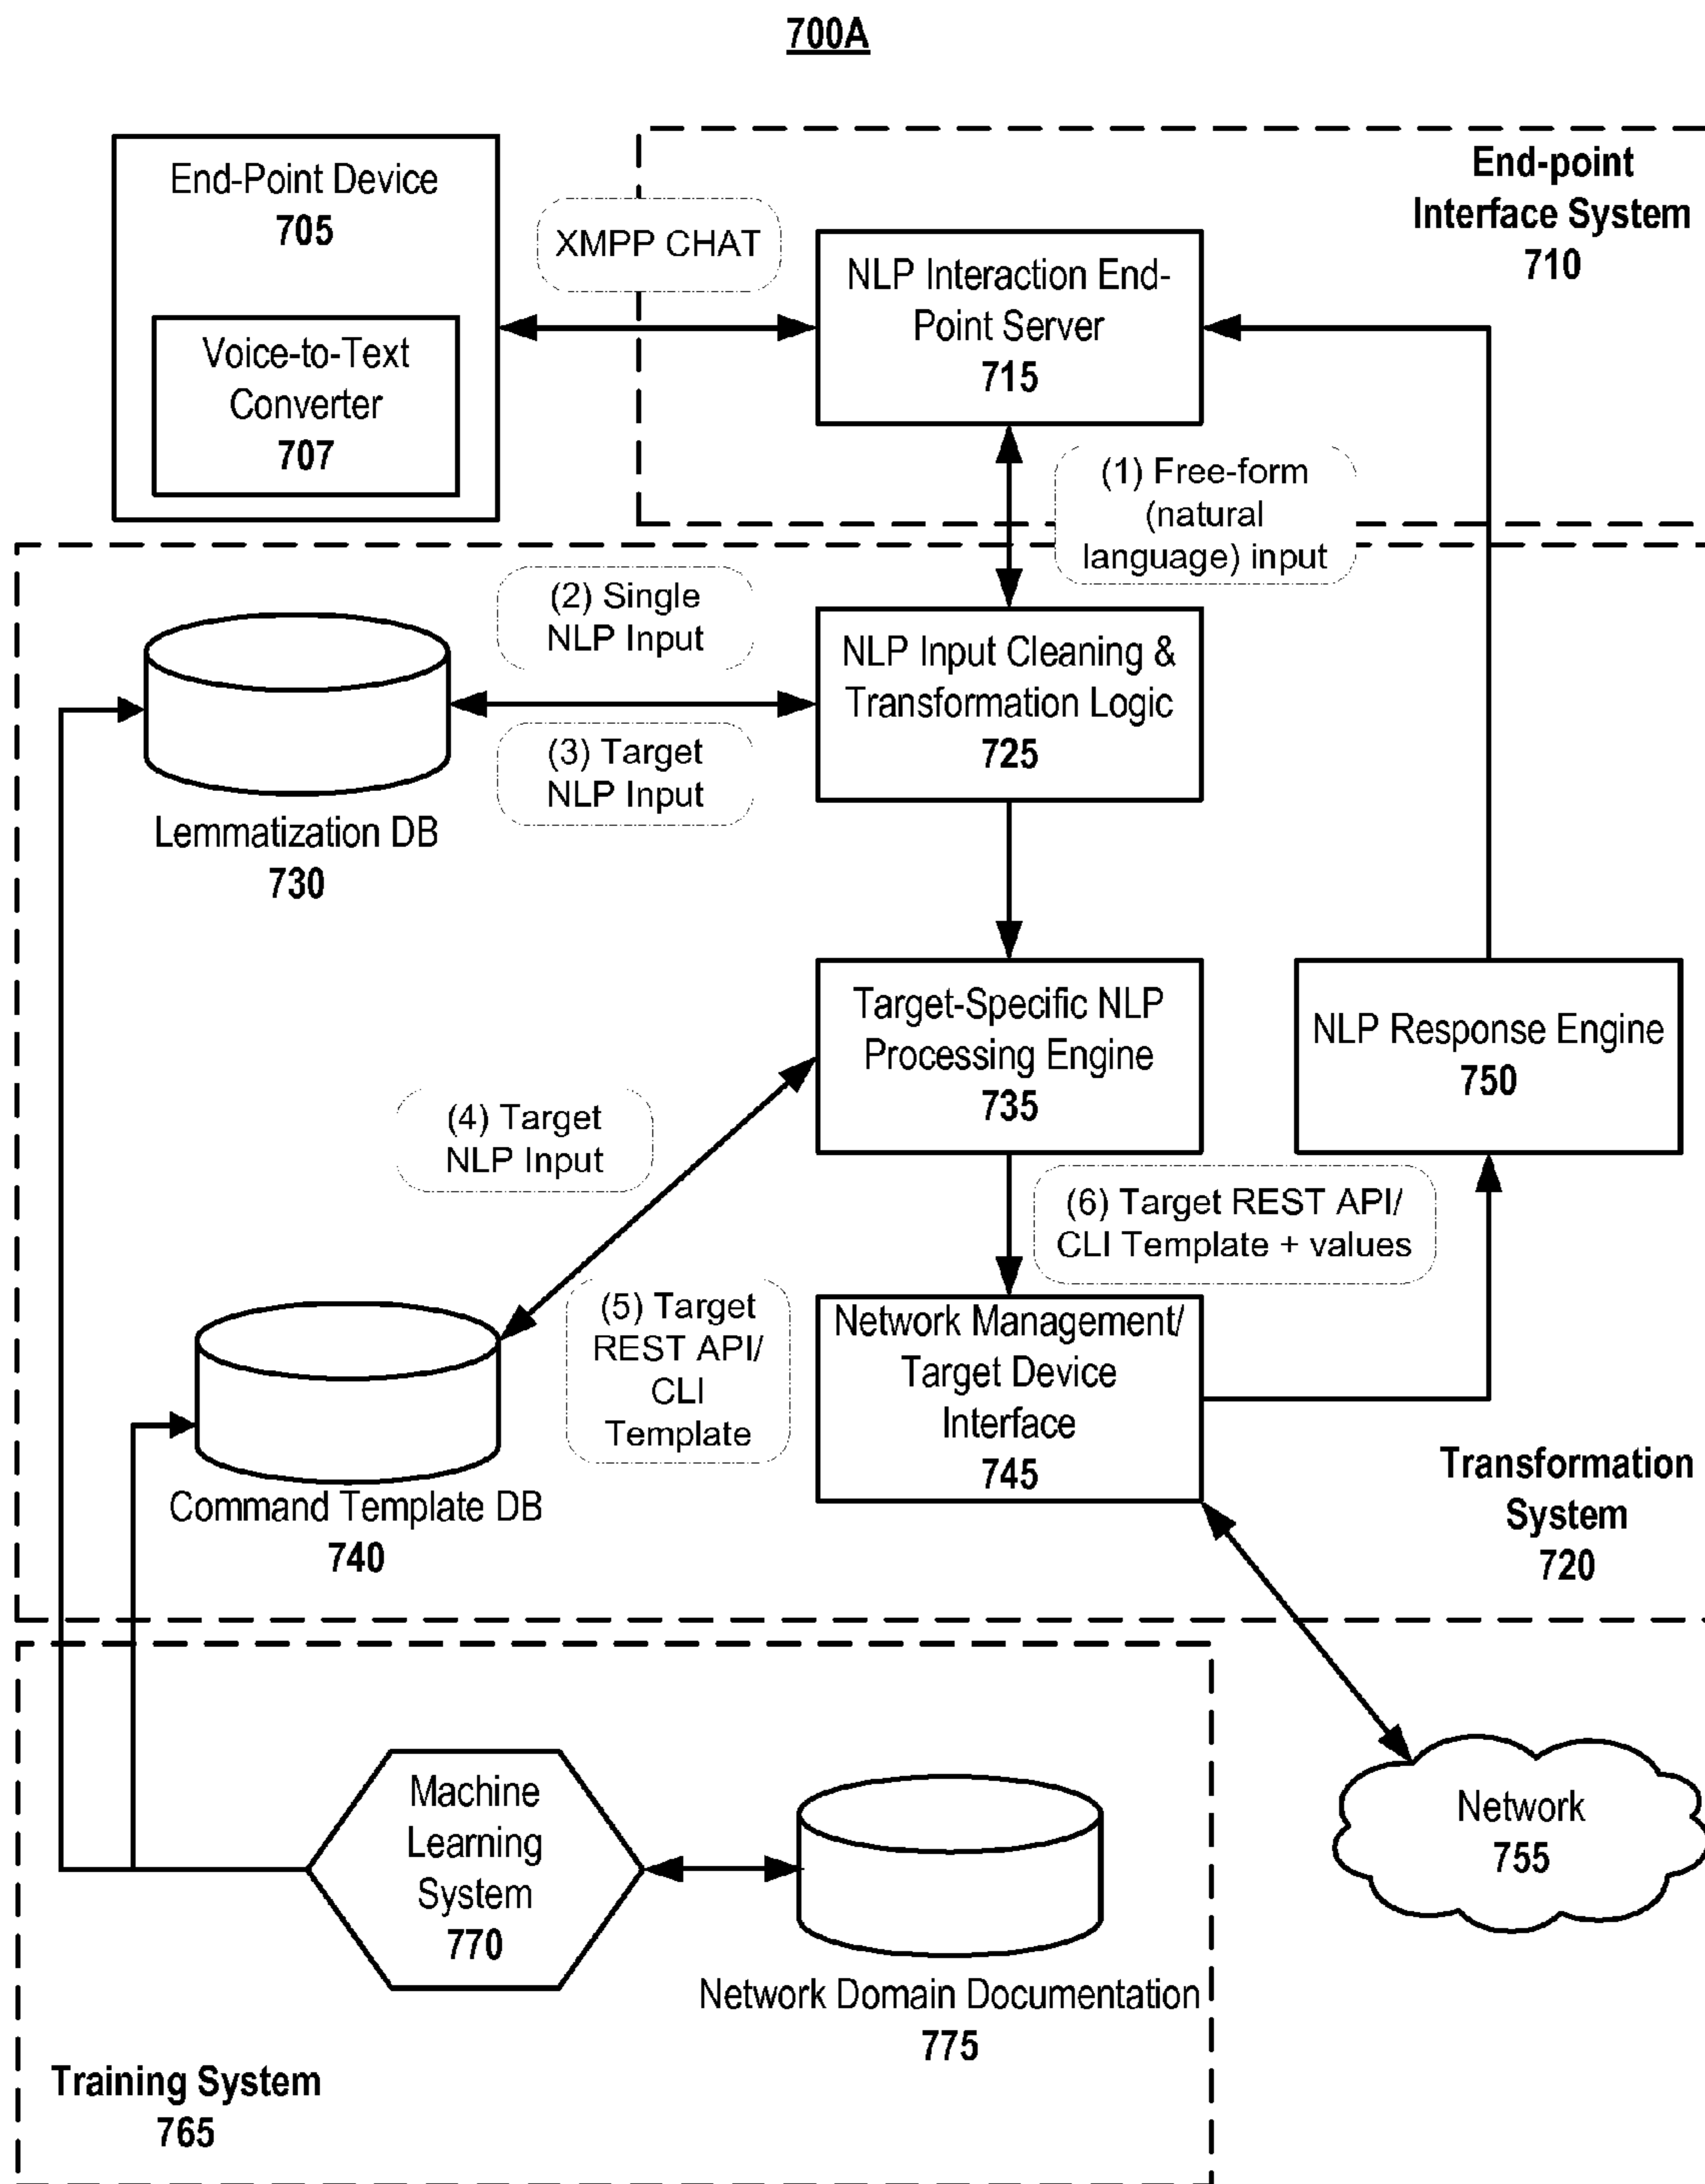 700A
End-Point Device
705
Voice-to-Text
Converter
707
XMPP CHAT
End-point
Interface System
710
NLP Interaction End-
Point Server
715
(1) Free-form
(natural
language) input
(2) Single
NLP Input
(3) Target
NLP Input
Lemmatization DB
730
NLP Input Cleaning &
Transformation Logic
725
Target-Specific NLP
Processing Engine
735
NLP Response Engine
750
(4) Target
NLP Input
(5) Target
REST API/
CLI
Template
(6) Target REST API/
CLI Template + values
Command Template DB
740
Network Management/
Target Device
Interface
745
Transformation
System
720
Machine
Learning
System
770
Network Domain Documentation
775
Network
755
Training System
765